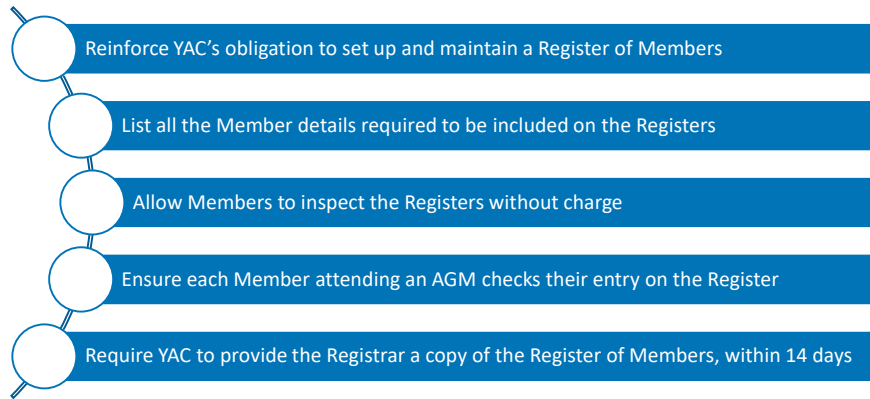 Reinforce YAC's obligation to set up and maintain a Register of Members
List all the Member details required to be included on the Registers
Allow Members to inspect the Registers without charge
Ensure each Member attending an AGM checks their entry on the Register
Require YAC to provide the Registrar a copy of the Register of Members, within 14 days